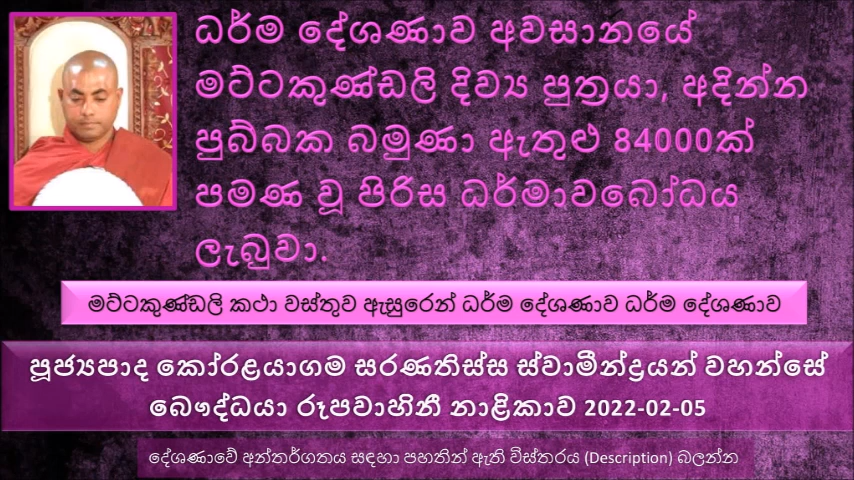 ධර්ම දේශණාව අවසානයේ
මට්ටකුණ්ඩලි දිව්‍ය පුත්‍රයා, අදින්න
පුබ්බක බමුණා ඇතුළු 84000ක්
පමණ වූ පිරිස ධර්මාවබෝධය
ලැබුවා.
මට්ටකුණ්ඩලි කථා වස්තුව ඇසුරෙන් ධර්ම දේශණාව ධර්ම දේශණාව
පූජ්‍යපාද කෝරළයාගම සරණතිස්ස ස්වාමීන්ද්‍රයන් වහන්සේ
බෞද්ධයා රූපවාහිනී නාළිකාව 2022-02-05
දේශණාවේ අන්තර්ගතය සඳහා පහතින් ඇති විස්තරය (Description) බලන්න